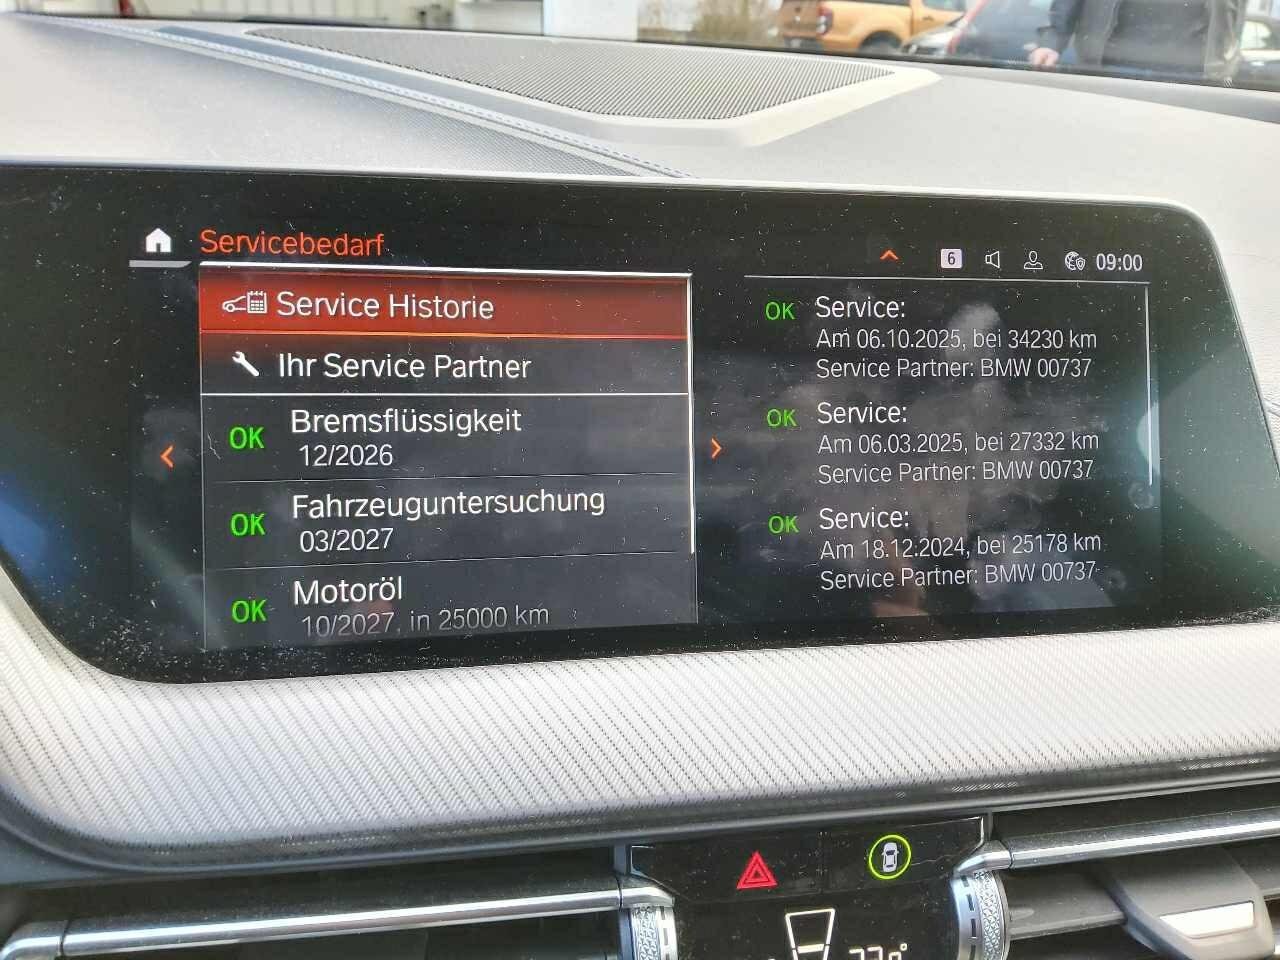 Servicebedarf
6
09:00
Service Historie
Ihr Service Partner
OK Bremsflüssigkeit
12/2026
OK Fahrzeuguntersuchung
03/2027
OK Motoröl
10/2027, in 25000 km
OK Service:
Am 06.10.2025, bei 34230 km
Service Partner: BMW 00737
OK Service:
Am 06.03.2025, bei 27332 km
Service Partner: BMW 00737
OK Service:
Am 18.12.2024, bei 25178 km
Service Partner: BMW 00737